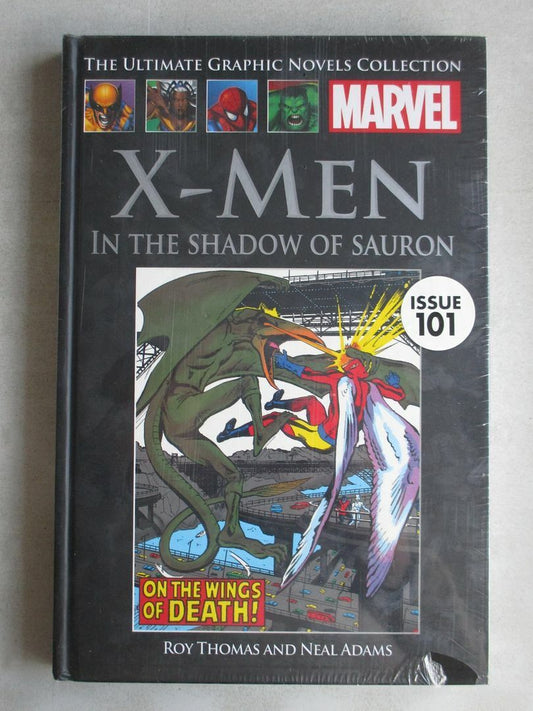 THE ULTIMATE GRAPHIC NOVELS COLLECTION
MARVEL
X-MEN
IN THE SHADOW OF SAURON
ISSUE
101
ON THE WINGS
OF DEATH!
ROY THOMAS AND NEAL ADAMS